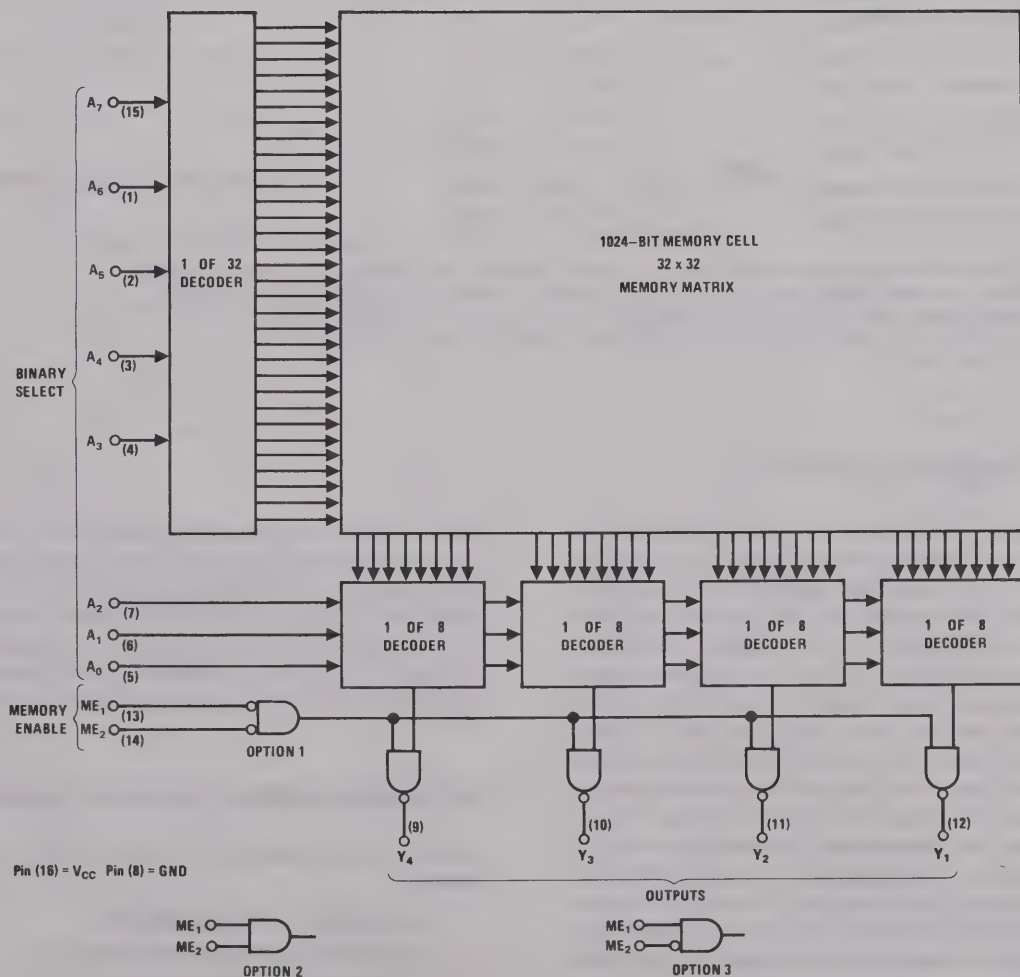 A7 (15)
A6 (1)
1 OF 32
DECODER
A5 (2)
1024-BIT MEMORY CELL
32 x 32
MEMORY MATRIX
A4 (3)
BINARY
SELECT
A3 (4)
A2 (7)
A1 (6)
A0 (5)
1 OF 8
DECODER
1 OF 8
DECODER
1 OF 8
DECODER
1 OF 8
DECODER
MEMORY
ENABLE
ME1 (13)
ME2 (14)
OPTION 1
(9)
(10)
(11)
(12)
Y4
Y3
Y2
Y1
Pin (16) = VCC Pin (8) = GND
OUTPUTS
ME1
ME2
OPTION 2
ME1
ME2
OPTION 3